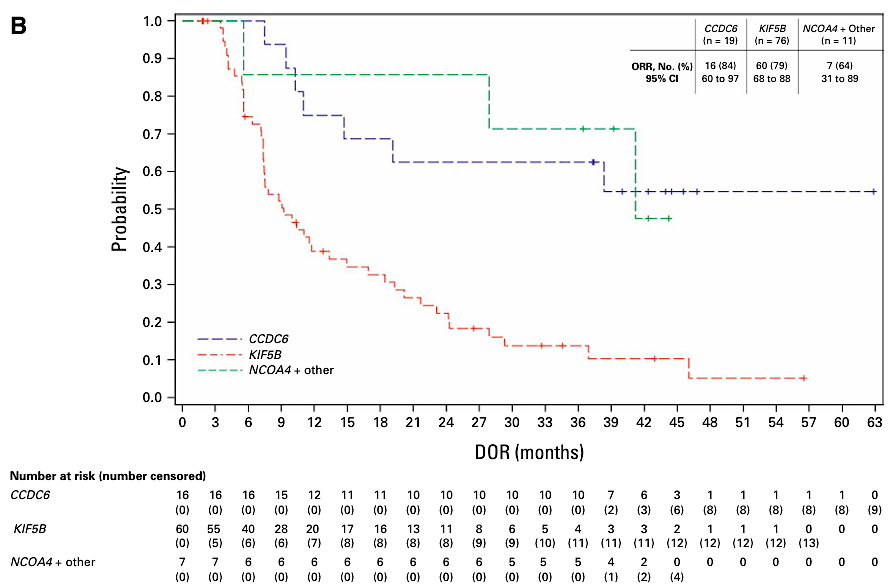 B
CCDC6 KIF5B NCOA4 + Other
(n = 19) (n = 76) (n = 11)
ORR, No. (%) 16 (84) 60 (79) 7 (64)
95% CI 60 to 97 68 to 88 31 to 89
1.0
0.9
0.8
0.7
0.6
0.5
0.4
0.3
0.2
0.1
0.0
Probability
CCDC6
KIF5B
NCOA4 + other
0 3 6 9 12 15 18 21 24 27 30 33 36 39 42 45 48 51 54 57 60 63
DOR (months)
Number at risk (number censored)
CCDC6 16 16 16 15 12 11 11 10 10 10 10 10 10 7 6 3 1 1 1 1 1 0
(0) (0) (0) (0) (0) (0) (0) (0) (0) (0) (0) (0) (0) (2) (3) (6) (8) (8) (8) (8) (8) (9)
KIF5B 60 55 40 28 20 17 16 13 11 8 6 5 4 3 3 2 1 1 1 0 0 0
(0) (5) (6) (6) (7) (8) (8) (8) (8) (9) (9) (10) (11) (11) (11) (12) (12) (12) (12) (13)
NCOA4 + other 7 7 6 6 6 6 6 6 6 6 5 5 5 4 2 0 0 0 0 0 0 0
(0) (0) (0) (0) (0) (0) (0) (0) (0) (0) (0) (0) (0) (1) (2) (4)